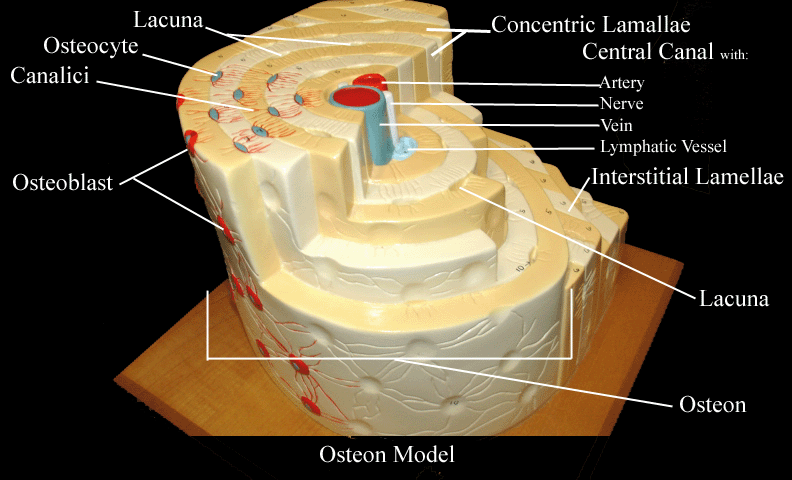 Lacuna
Concentric Lamallae
Osteocyte
Central Canal with:
Canalici
Artery
Nerve
Vein
Lymphatic Vessel
Osteoblast
Interstitial Lamellae
Lacuna
Osteon
Osteon Model